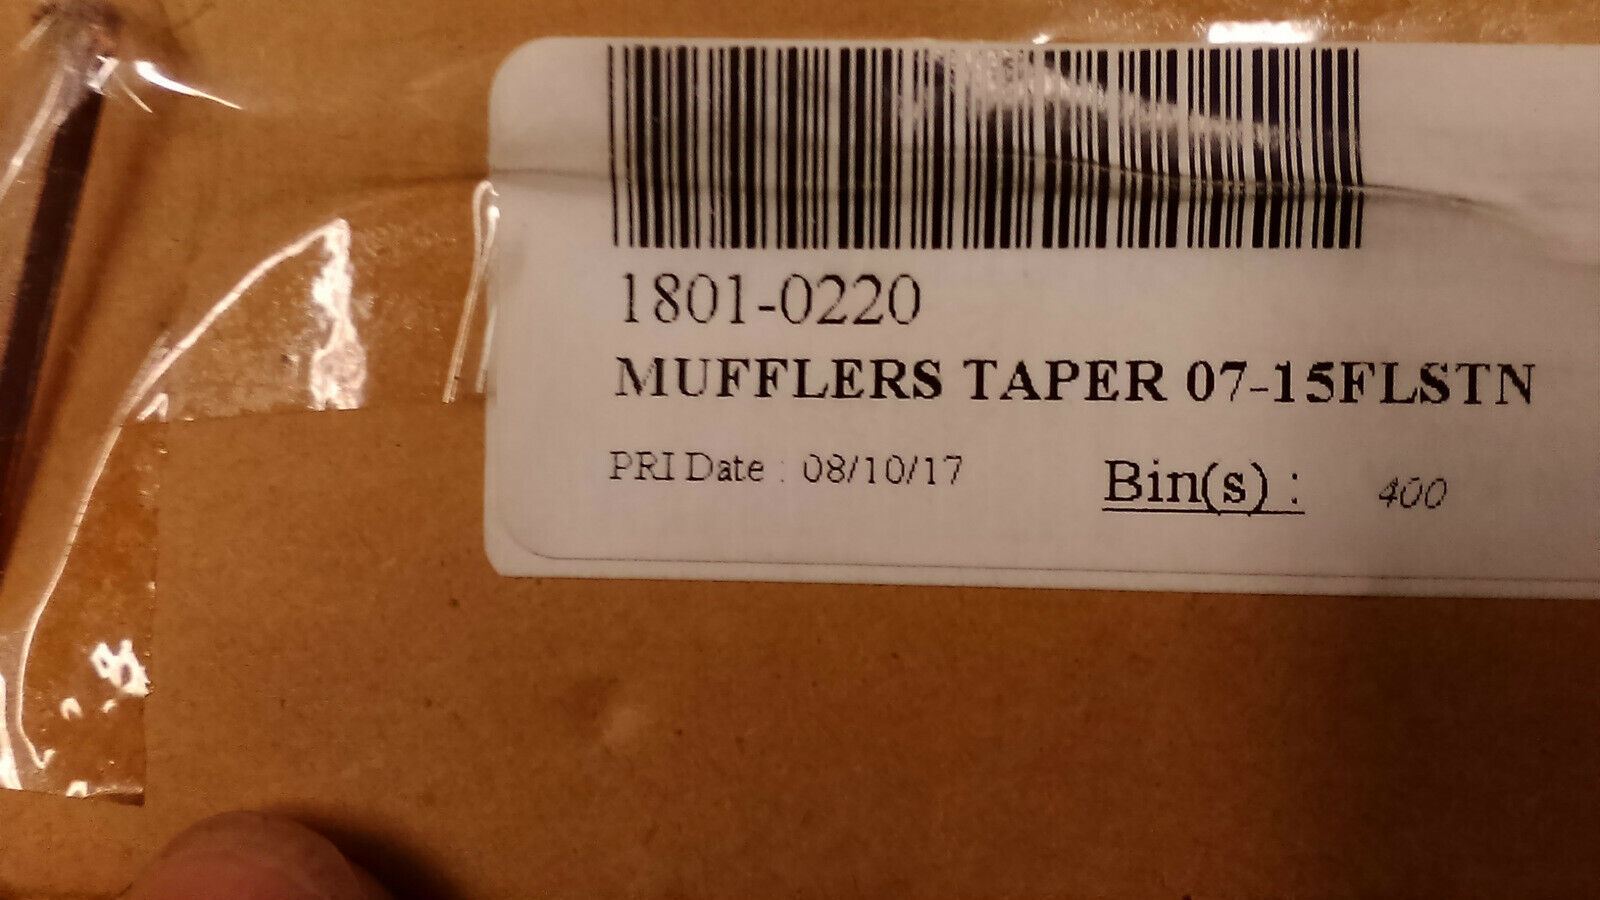 1801-0220
MUFFLERS TAPER 07-15FLSTN
PRI Date : 08/10/17 Bin(s) : 400